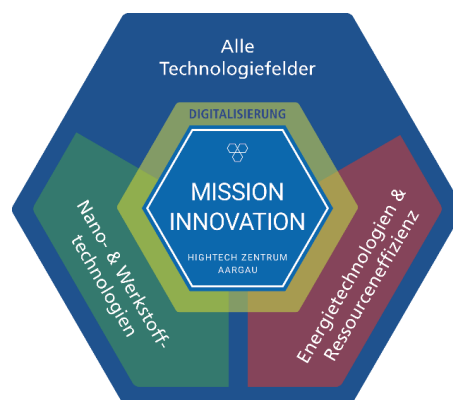 Alle
Technologiefelder
DIGITALISIERUNG
MISSION
INNOVATION
HIGHTECH ZENTRUM
AARGAU
Nano- & Werkstoff-
technologien
Energietechnologien &
Ressourceneffizienz